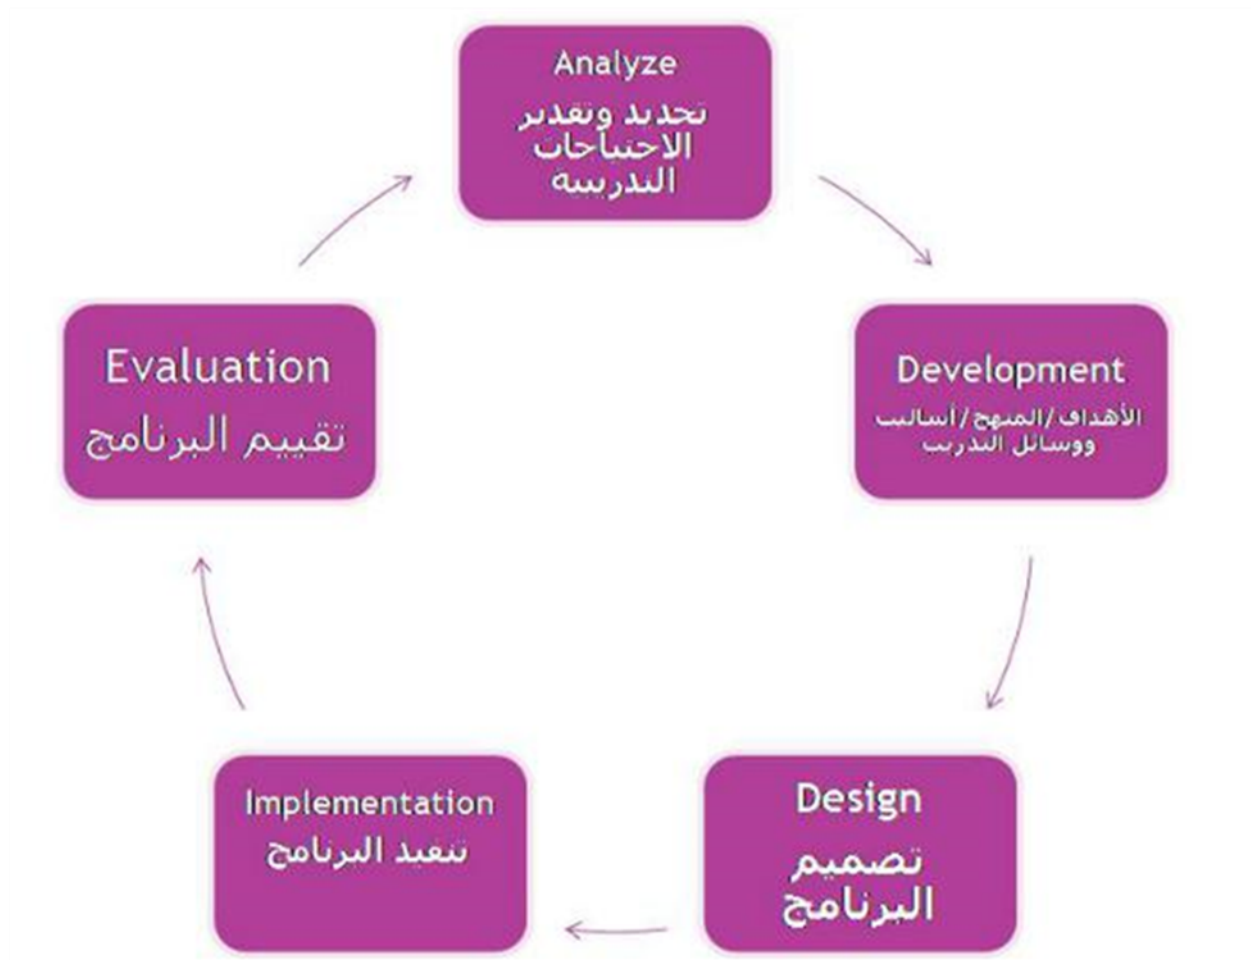 Analyze
تحديد وتقدير
الاحتياحات
التدريبية
Development
الأهداف/المنهج/أساليب
ووسائل التدريب
Design
تصميم
البرنامج
Implementation
تنفيذ البرنامج
Evaluation
تقييم البرنامج